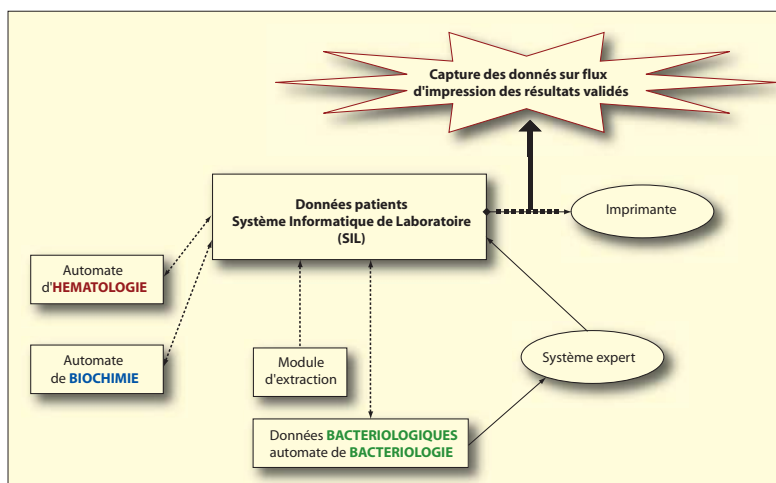 Capture des donnés sur flux
d'impression des résultats validés
Données patients
Système Informatique de Laboratoire
(SIL)
Imprimante
Automate
d'HEMATOLOGIE
Automate
de BIOCHIMIE
Module
d'extraction
Système expert
Données BACTERIOLOGIQUES
automate de BACTERIOLOGIE